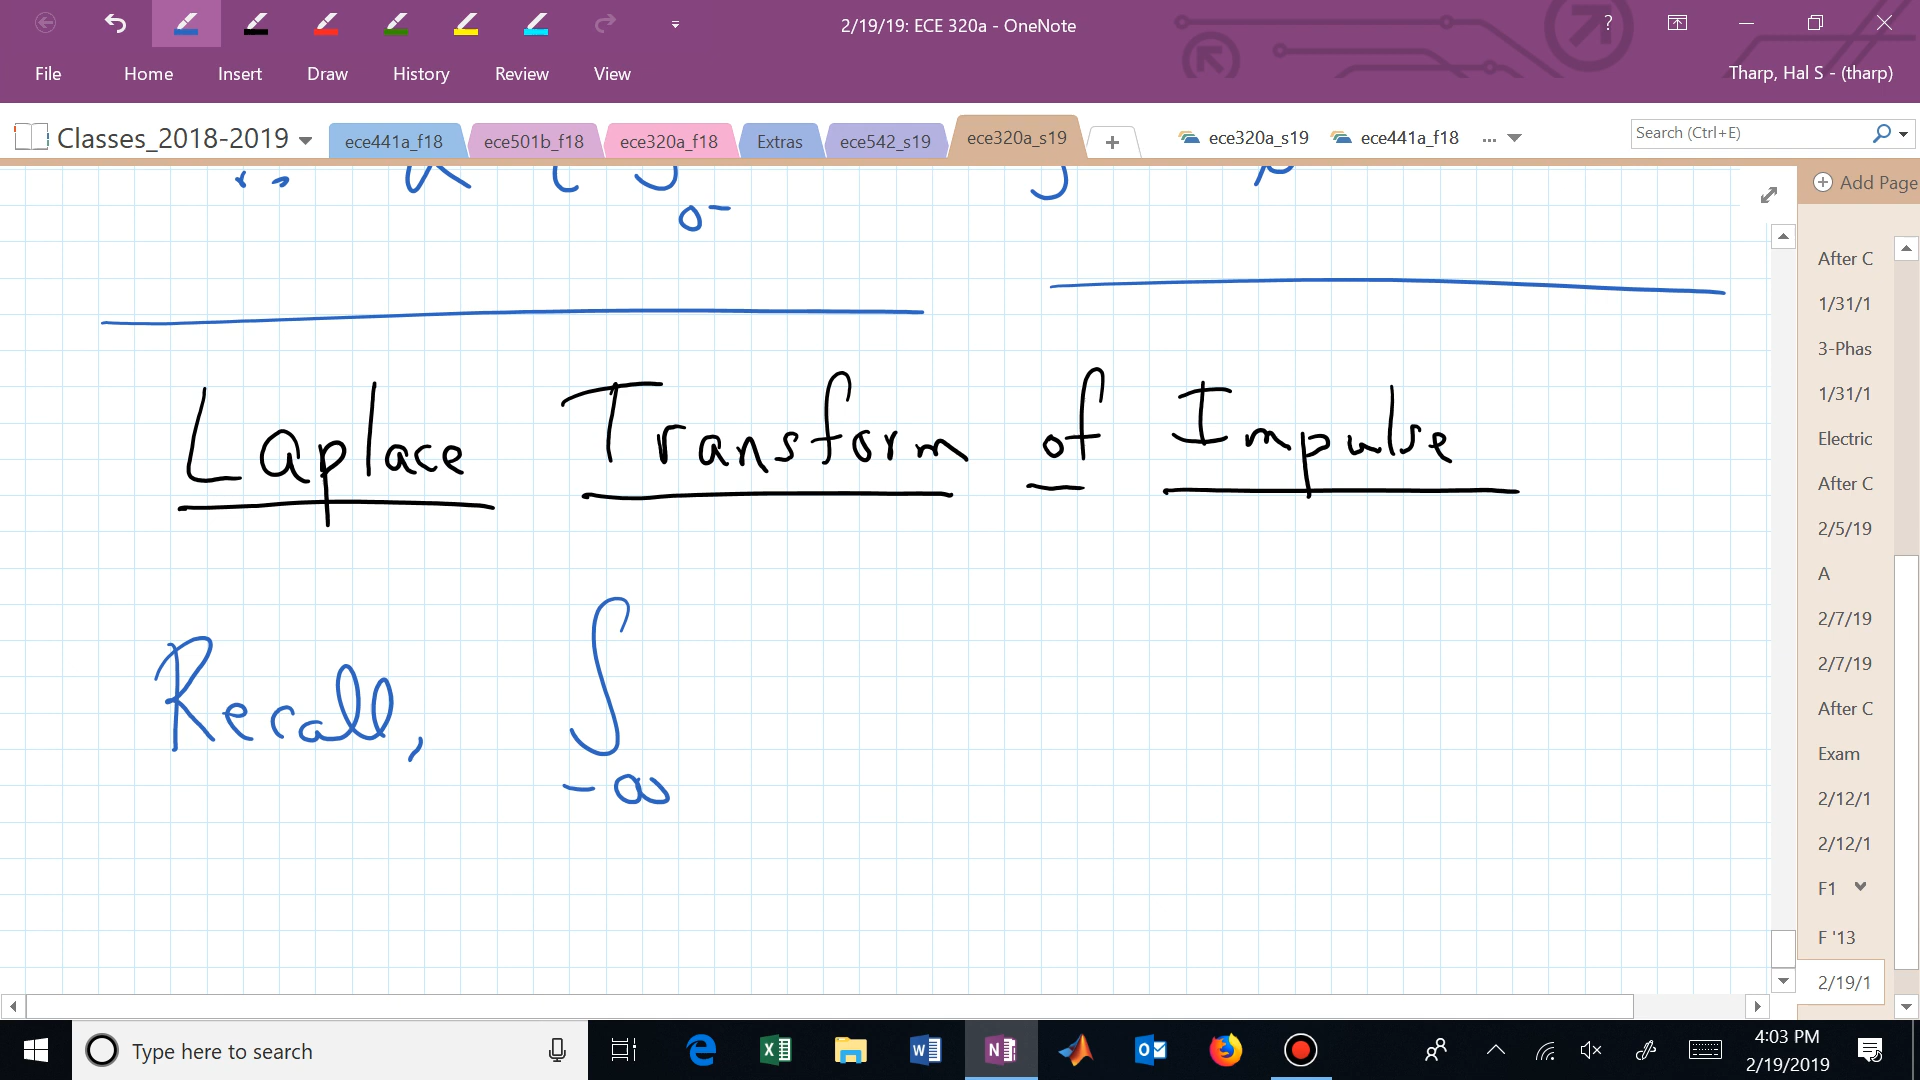 2/19/19: ECE 320a - OneNote
?
File Home Insert Draw History Review View
Tharp, Hal S - (tharp)
Classes_2018-2019
ece441a_f18 ece501b_f18 ece320a_f18 Extras ece542_s19 ece320a_s19 + ece320a_s19 ece441a_f18 ...
Search (Ctrl+E)
Add Page
0⁻
After C
1/31/1
3-Phas
1/31/1
Electric
After C
2/5/19
A
2/7/19
2/7/19
After C
Exam
2/12/1
2/12/1
F1
F '13
2/19/1
Laplace Transform of Impulse
Recall, ∫
-∞
Type here to search
4:03 PM
2/19/2019